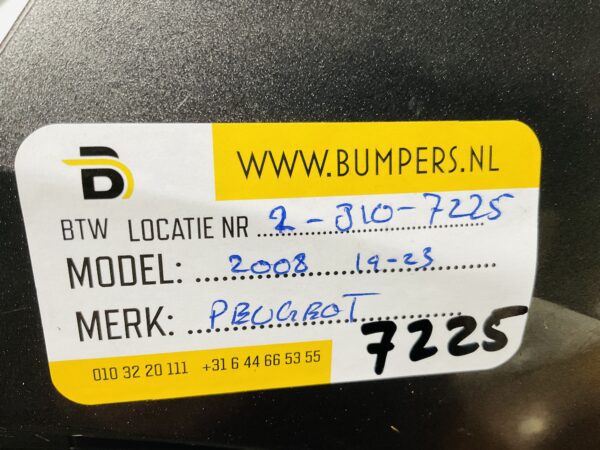 WWW.BUMPERS.NL
B
BTW LOCATIE NR 2-B10-7225
MODEL: 2008 19-23
MERK: PEUGEOT
7225
010 32 20 111 +31 6 44 66 53 55